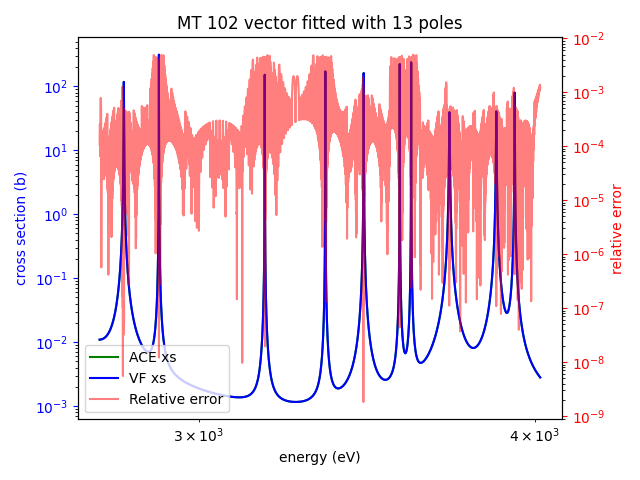 MT 102 vector fitted with 13 poles
cross section (b)
10²
10¹
10⁰
10⁻¹
10⁻²
10⁻³
10⁻²
10⁻³
10⁻⁴
10⁻⁵
10⁻⁶
10⁻⁷
10⁻⁸
10⁻⁹
relative error
ACE xs
VF xs
Relative error
3 × 10³
4 × 10³
energy (eV)